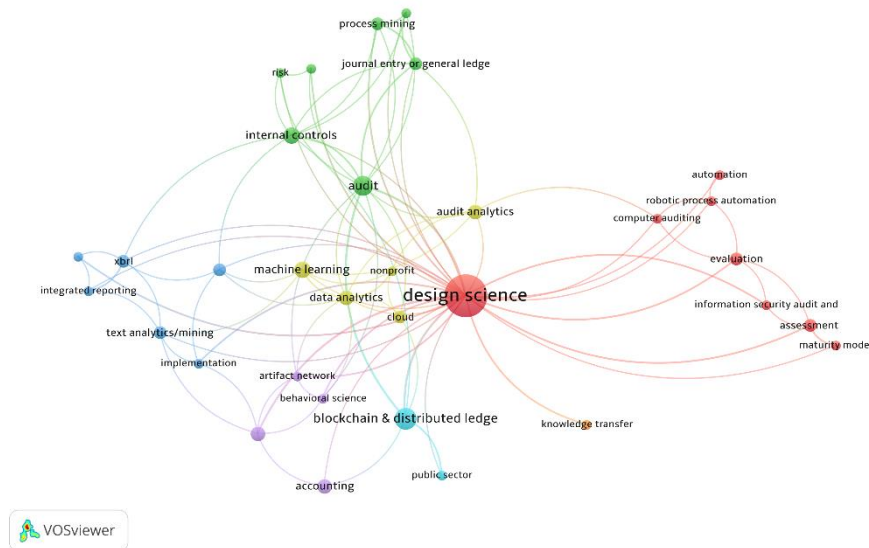 process mining
journal entry or general ledge
risk
internal controls
audit
automation
robotic process automation
audit analytics
computer auditing
xbrl
evaluation
machine learning
nonprofit
integrated reporting
data analytics
design science
information security audit and
cloud
assessment
text analytics/mining
maturity mode
implementation
artifact network
behavioral science
blockchain & distributed ledge
knowledge transfer
public sector
accounting
VOSviewer